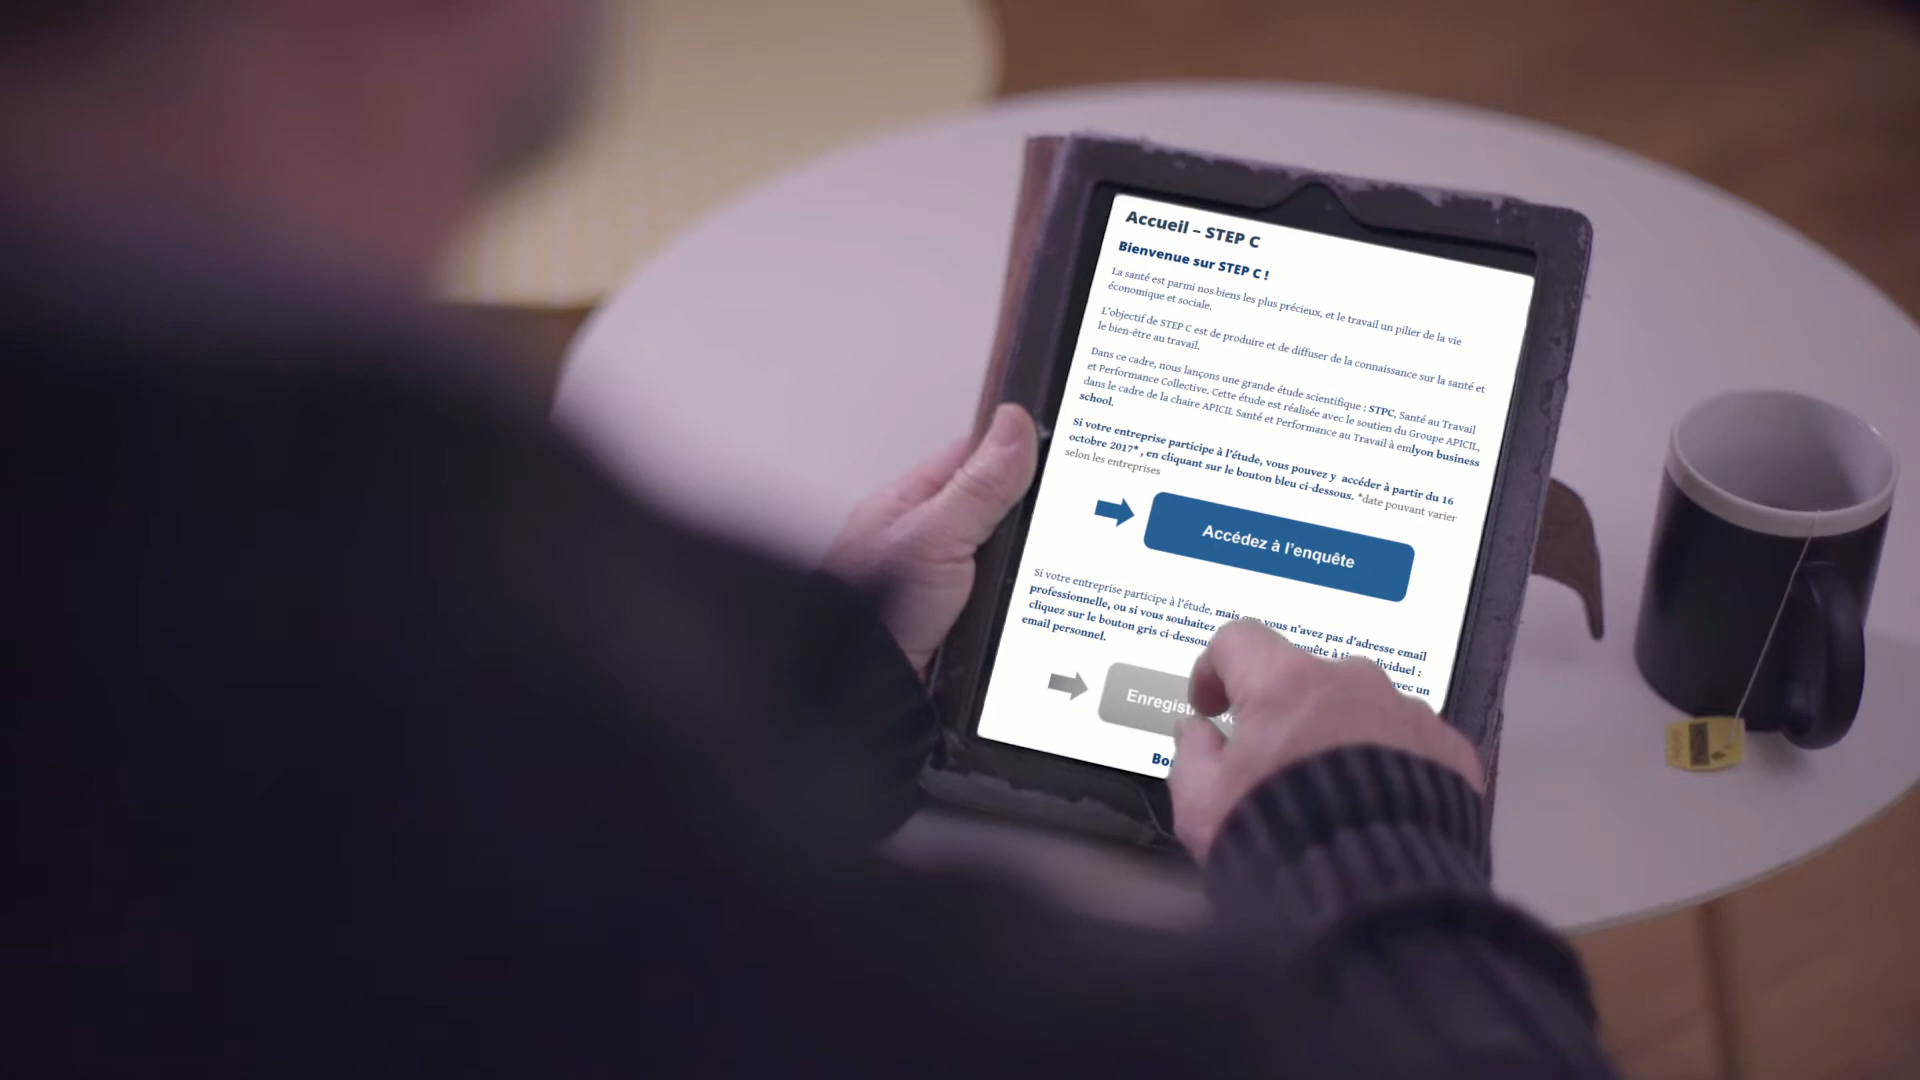 Accueil – STEP C
Bienvenue sur STEP C !
La santé est parmi nos biens les plus précieux, et le travail un pilier de la vie
économique et sociale.
L'objectif de STEP C est de produire et de diffuser de la connaissance sur la santé et
le bien-être au travail.
Dans ce cadre, nous lançons une grande étude scientifique : STPC, Santé au Travail
et Performance Collective. Cette étude est réalisée avec le soutien du Groupe APICIL,
dans le cadre de la chaire APICIL Santé et Performance au Travail à emlyon business
school.
Si votre entreprise participe à l'étude, vous pouvez y accéder à partir du 16
octobre 2017*, en cliquant sur le bouton bleu ci-dessous. *date pouvant varier
selon les entreprises
Accédez à l'enquête
Si votre entreprise participe à l'étude, mais que vous n'avez pas d'adresse email
professionnelle, ou si vous souhaitez enquête à
cliquez sur le bouton gris avec un
email personnel.